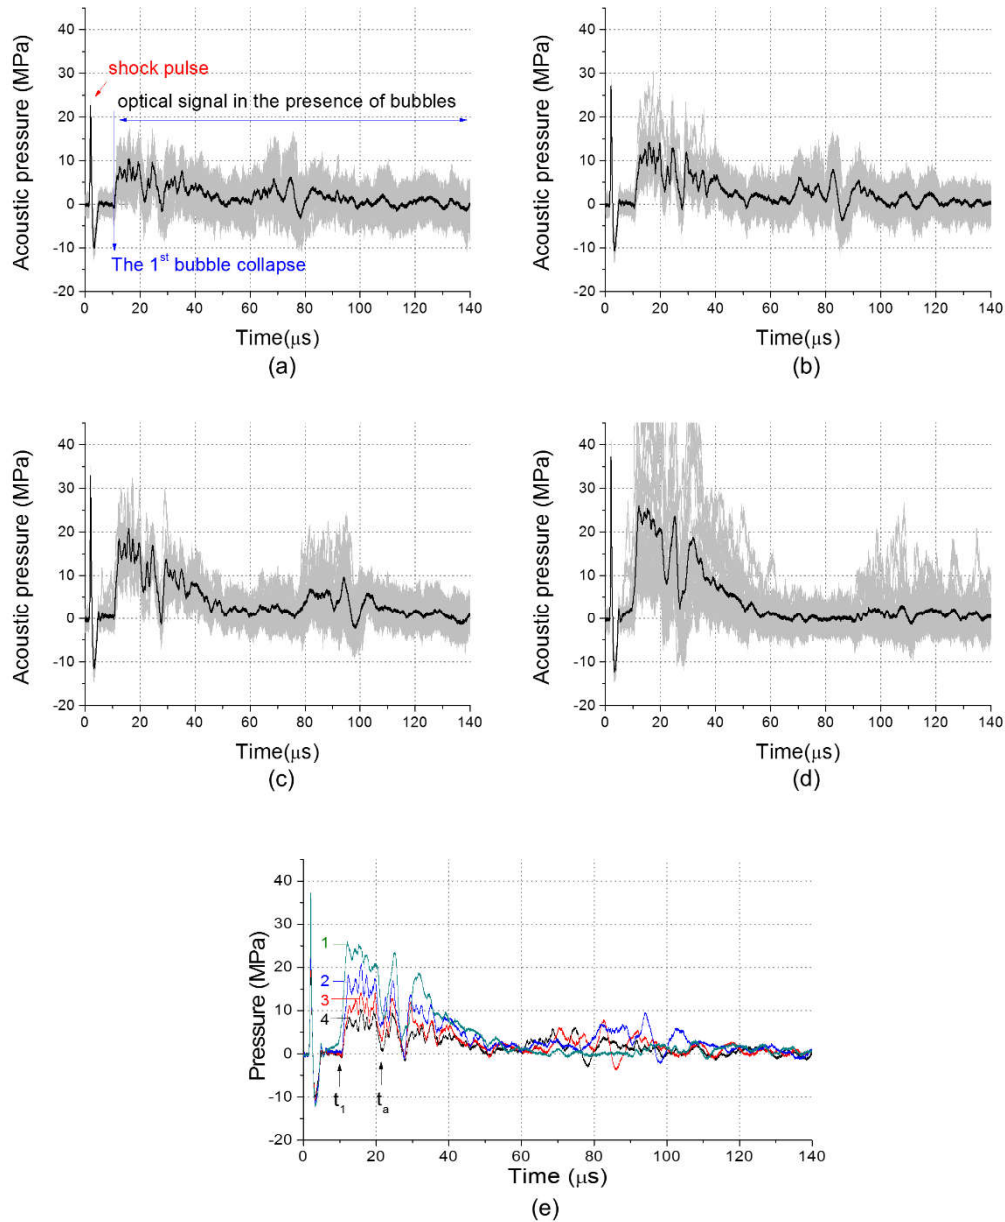 40
30
20
10
0
-10
-20
Acoustic pressure (MPa)
shock pulse
optical signal in the presence of bubbles
The 1st bubble collapse
0 20 40 60 80 100 120 140
Time(μs)
(a)
40
30
20
10
0
-10
-20
Acoustic pressure (MPa)
0 20 40 60 80 100 120 140
Time(μs)
(b)
40
30
20
10
0
-10
-20
Acoustic pressure (MPa)
0 20 40 60 80 100 120 140
Time(μs)
(c)
40
30
20
10
0
-10
-20
Acoustic pressure (MPa)
0 20 40 60 80 100 120 140
Time(μs)
(d)
40
30
20
10
0
-10
-20
Pressure (MPa)
1
2
3
4
t1 ta
0 20 40 60 80 100 120 140
Time (μs)
(e)